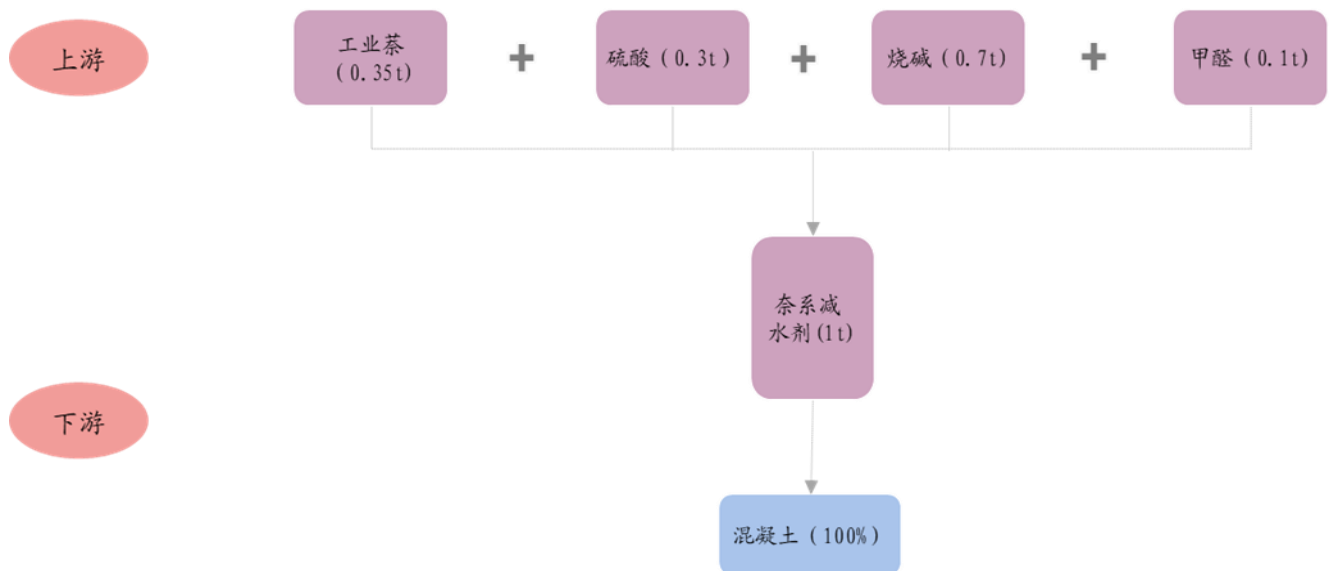 上游
工业萘
(0.35t)
+
硫酸 (0.3t)
+
烧碱 (0.7t)
+
甲醛 (0.1t)
奈系减
水剂(1t)
下游
混凝土 (100%)